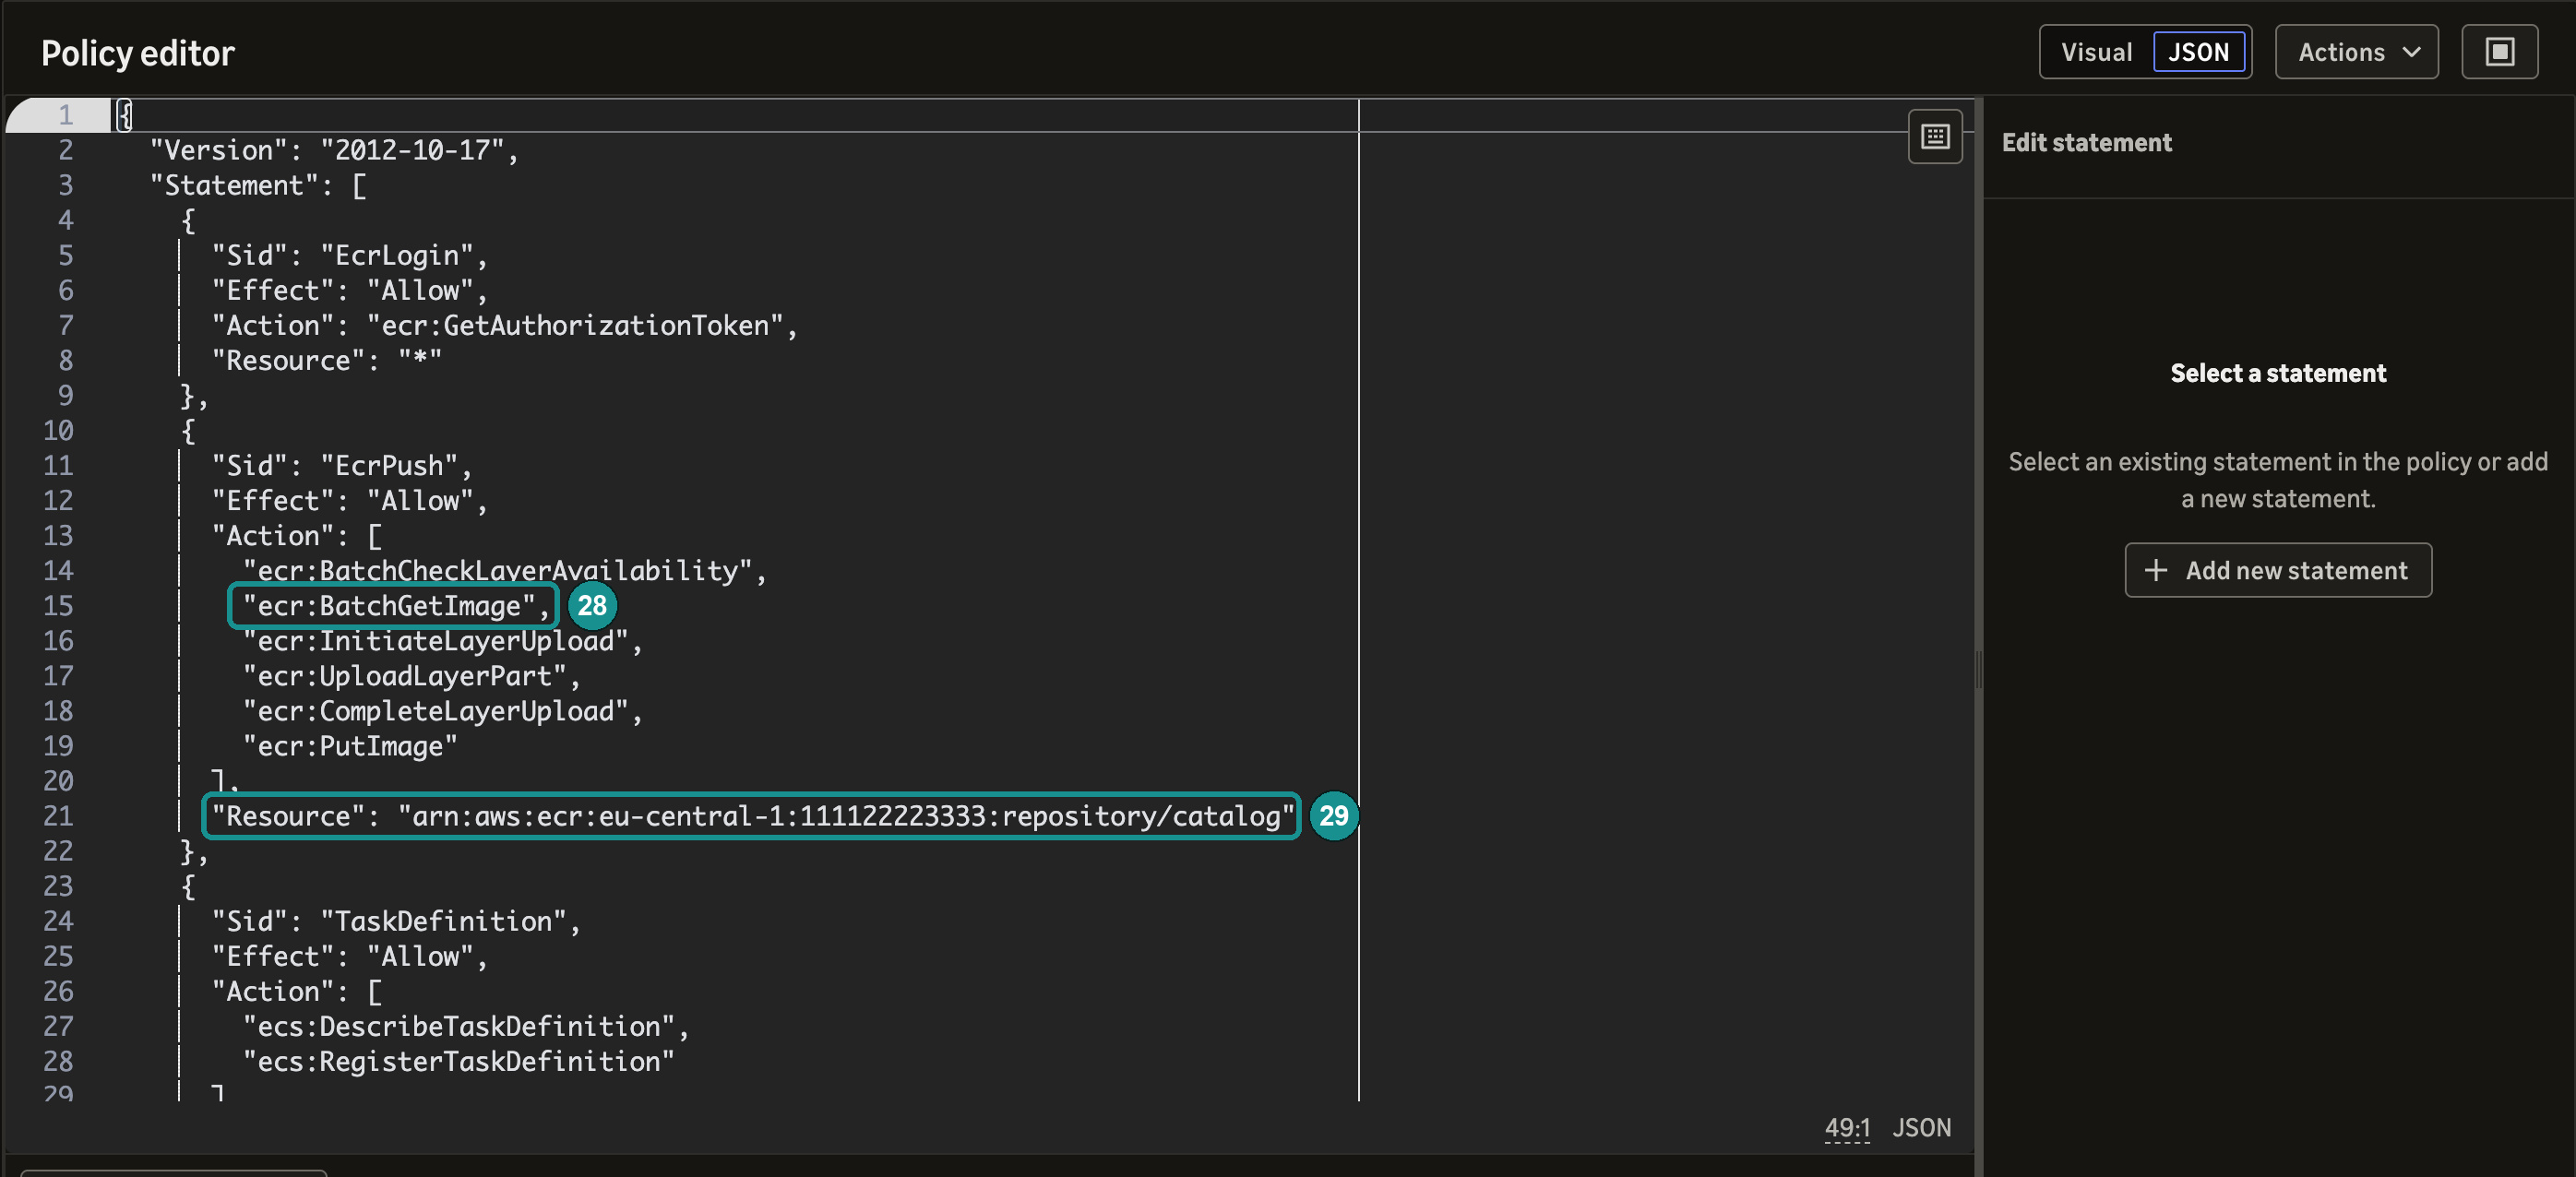 Policy editor
Visual JSON Actions
1 {
2 "Version": "2012-10-17",
3 "Statement": [
4 {
5 "Sid": "EcrLogin",
6 "Effect": "Allow",
7 "Action": "ecr:GetAuthorizationToken",
8 "Resource": "*"
9 },
10 {
11 "Sid": "EcrPush",
12 "Effect": "Allow",
13 "Action": [
14 "ecr:BatchCheckLayerAvailability",
15 "ecr:BatchGetImage", 28
16 "ecr:InitiateLayerUpload",
17 "ecr:UploadLayerPart",
18 "ecr:CompleteLayerUpload",
19 "ecr:PutImage"
20 ],
21 "Resource": "arn:aws:ecr:eu-central-1:111122223333:repository/catalog" 29
22 },
23 {
24 "Sid": "TaskDefinition",
25 "Effect": "Allow",
26 "Action": [
27 "ecs:DescribeTaskDefinition",
28 "ecs:RegisterTaskDefinition"
29 ]
49:1 JSON
Edit statement
Select a statement
Select an existing statement in the policy or add
a new statement.
+ Add new statement